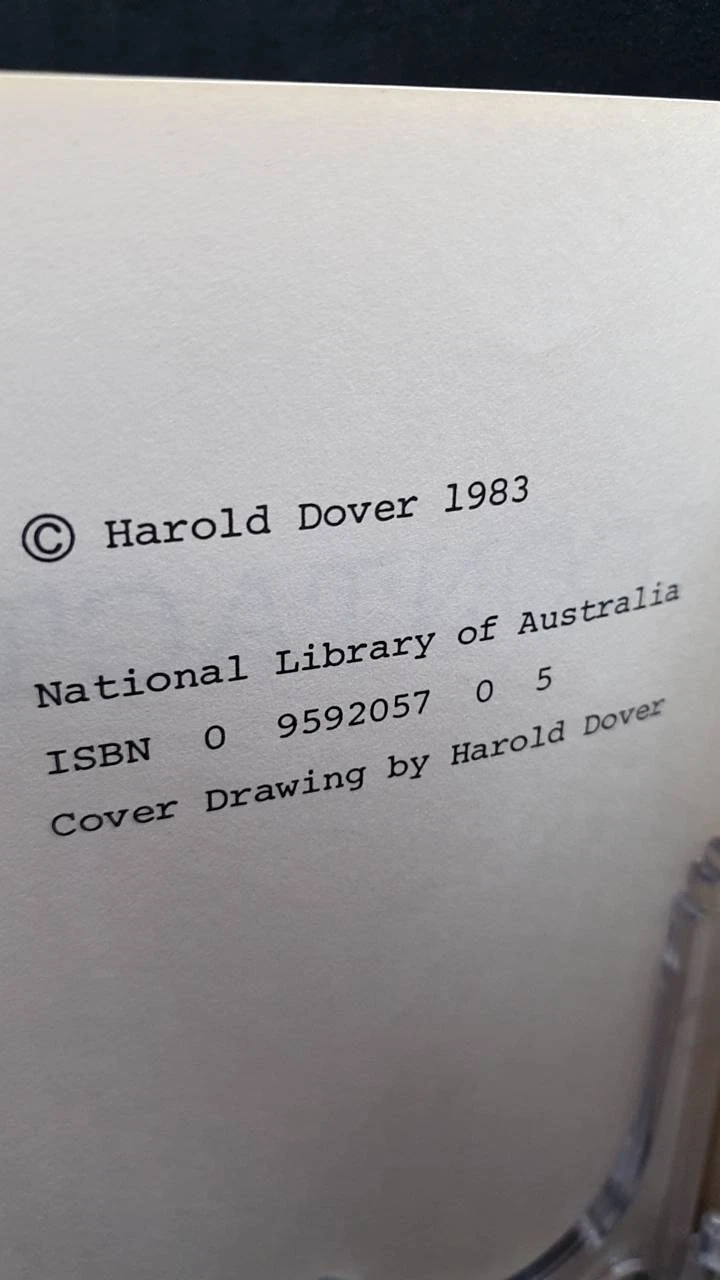 © Harold Dover 1983
National Library of Australia
ISBN 0 9592057 0 5
Cover Drawing by Harold Dover